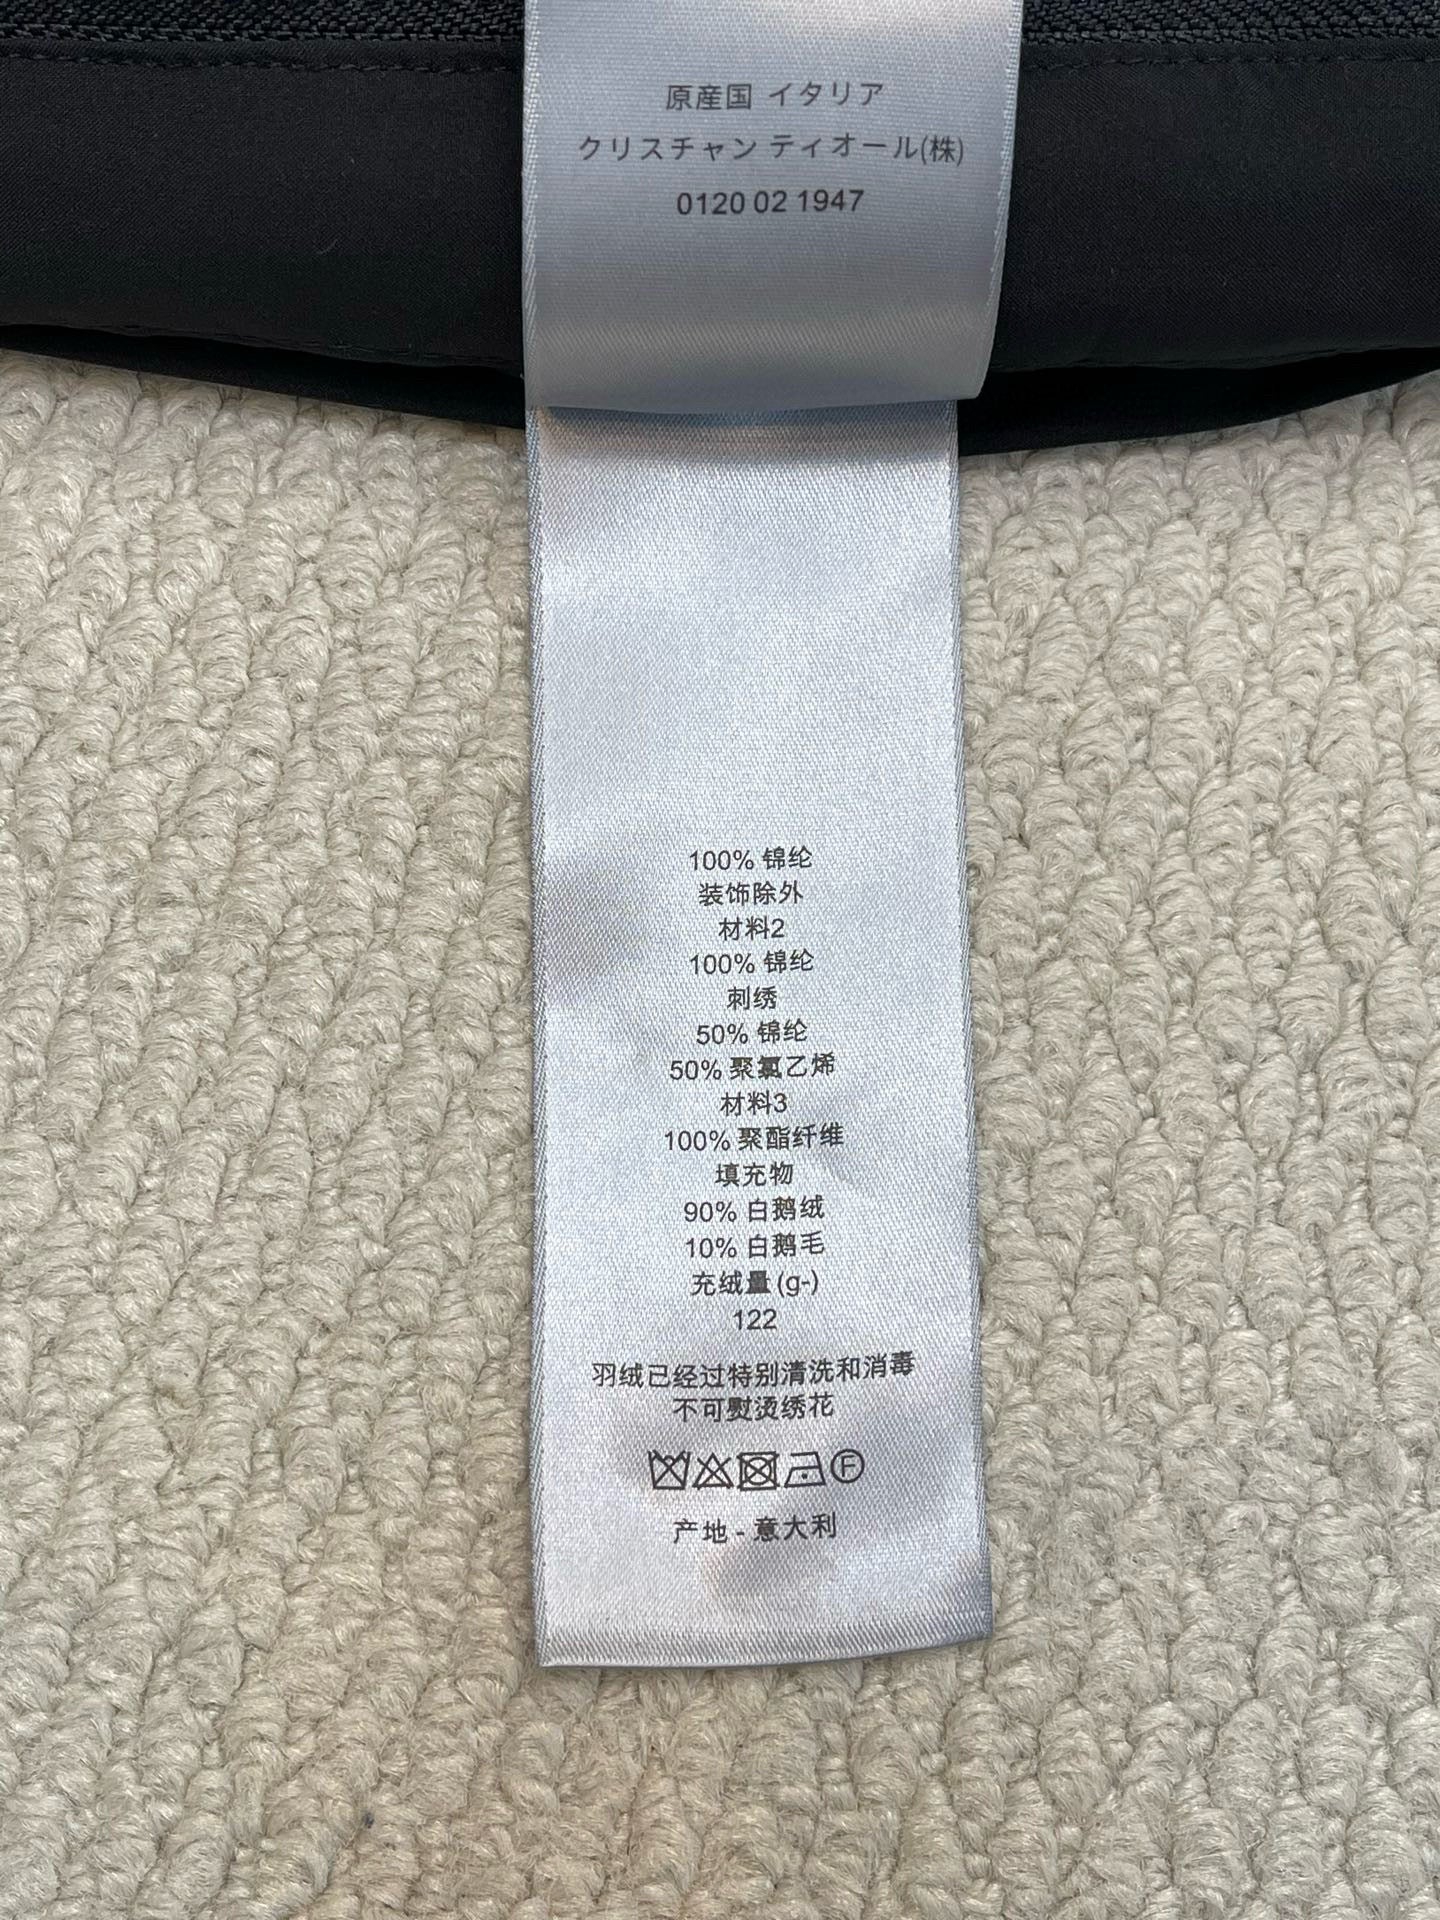 原産国 イタリア
クリスチャン ディオール(株)
0120 02 1947
100% 锦纶
装饰除外
材料2
100% 锦纶
刺绣
50% 锦纶
50% 聚氯乙烯
材料3
100% 聚酯纤维
填充物
90% 白鹅绒
10% 白鹅毛
充绒量 (g-)
122
羽绒已经过特别清洗和消毒
不可熨烫绣花
F
产地 - 意大利